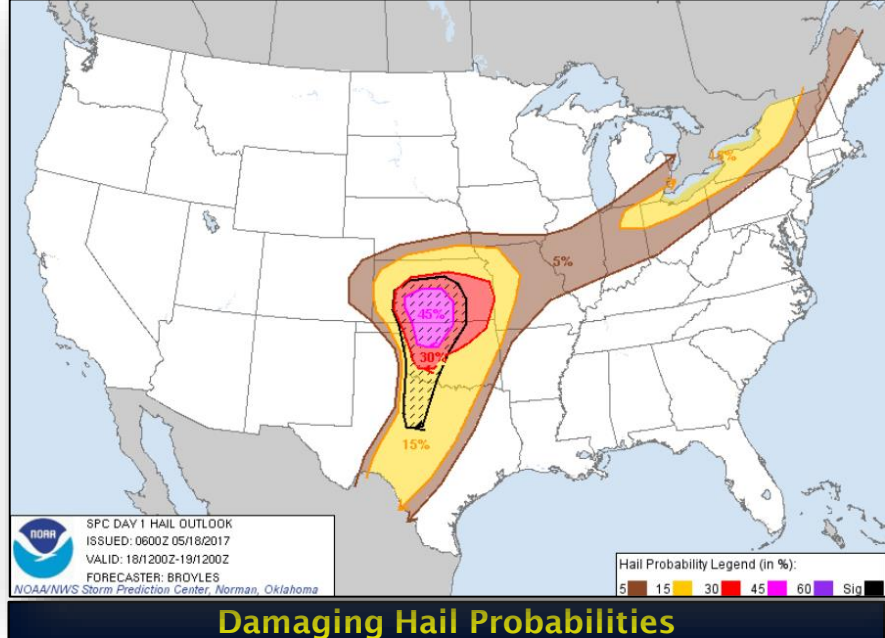 15%
5%
45%
30%
15%
NOAA
SPC DAY 1 HAIL OUTLOOK
ISSUED: 0600Z 05/18/2017
VALID: 18/1200Z-19/1200Z
FORECASTER: BROYLES
NOAA/NWS Storm Prediction Center, Norman, Oklahoma
Hail Probability Legend (in %):
5 15 30 45 60 Sig
Damaging Hail Probabilities